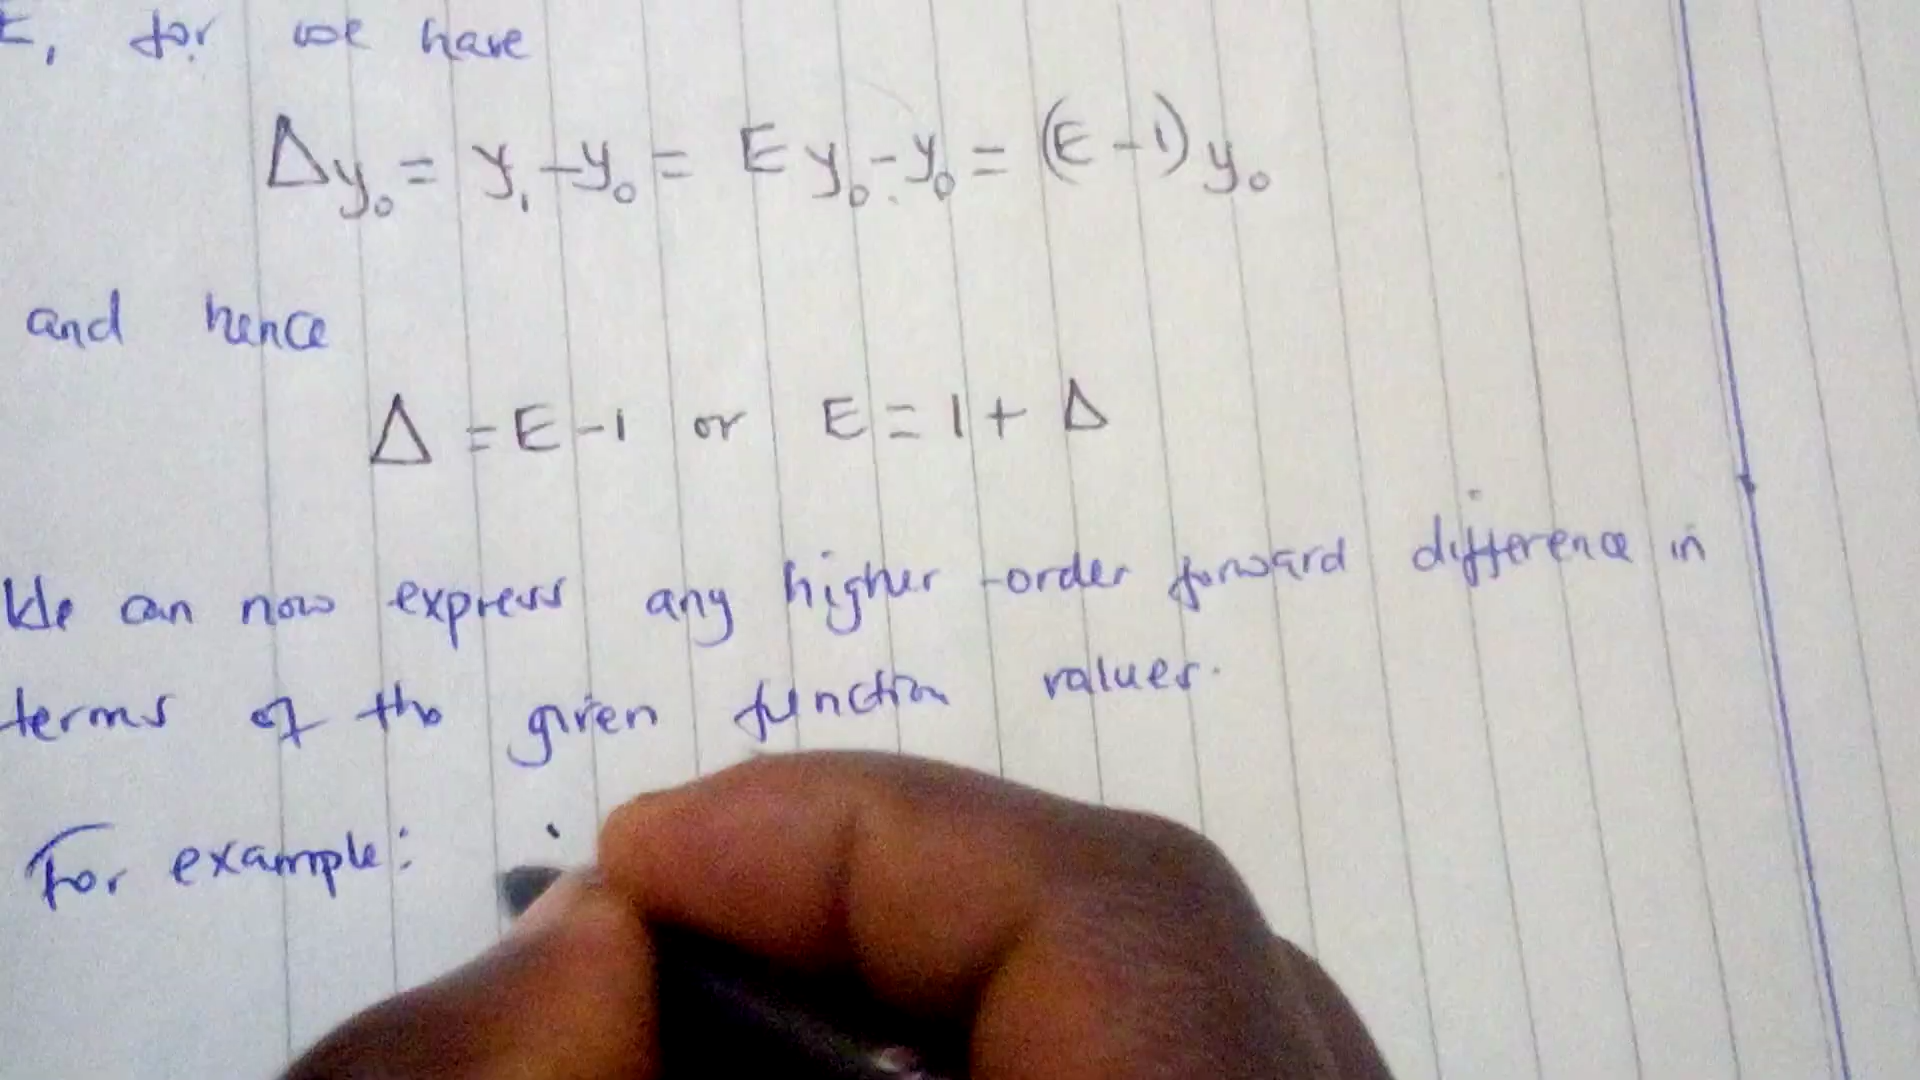 E, for we have
Δy₀ = y₁ - y₀ = Ey₀ - y₀ = (E - 1) y₀
and hence
Δ = E - 1 or E = 1 + Δ
We can now express any higher-order forward difference in
terms of the given function values.
For example: